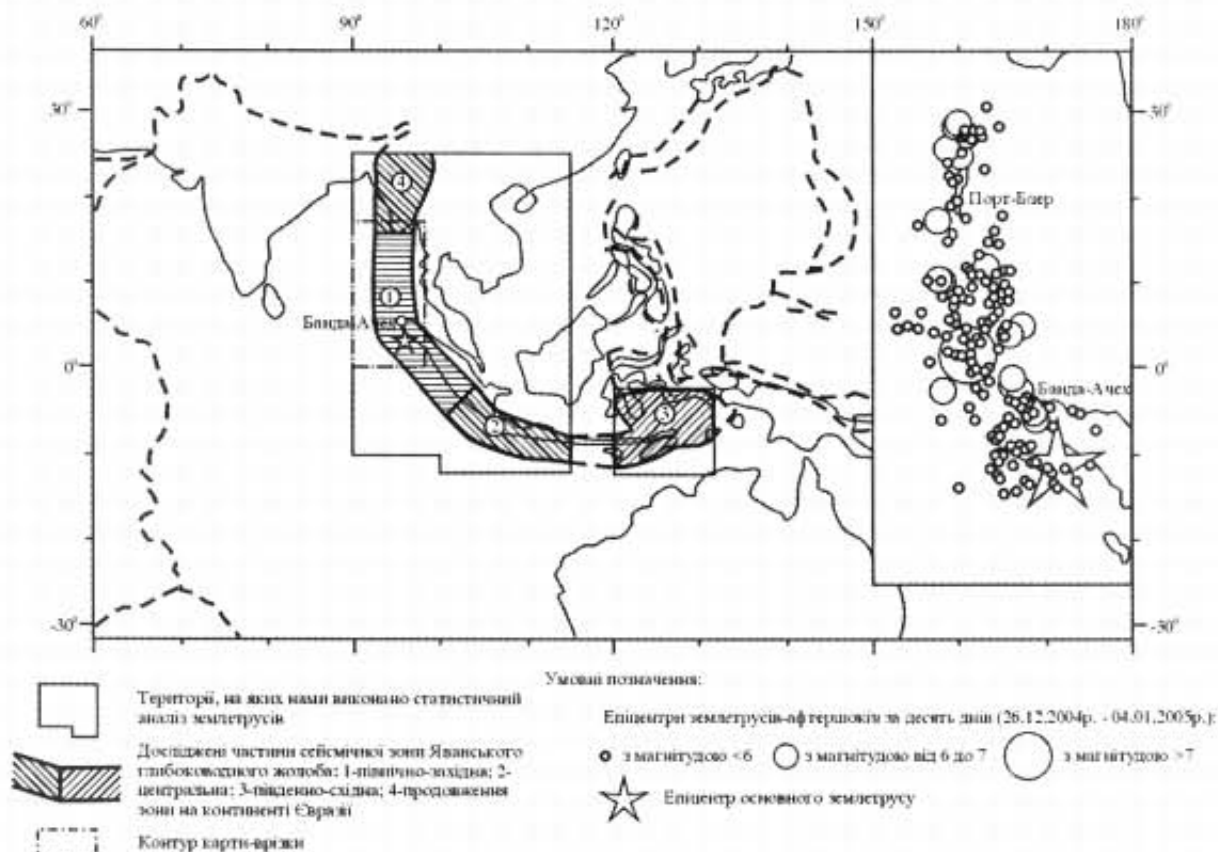 60° 90° 120° 150° 180°
30° 30°
4
Порт-Блер
1
Банда-Ачех
0° 0°
Банда-Ачех
3
2
-30° -30°
Умовні позначення:
Території, на яких нами виконано статистичний
аналіз землетрусів
Досліджені частини сейсмічної зони Яванського
глибоководного жолоба: 1-північно-західна; 2-
центральна; 3-південно-східна; 4-продовження
зони на континенті Євразії
Контур карти-врізки
Епіцентри землетрусів-афтершоків за десять днів (26.12.2004р. - 04.01.2005р.):
з магнітудою <6 з магнітудою від 6 до 7 з магнітудою >7
Епіцентр основного землетрусу